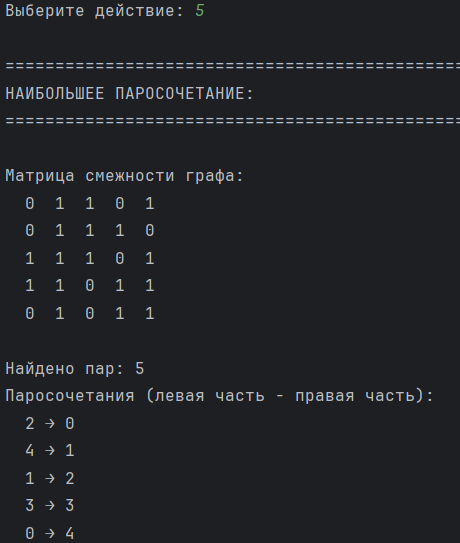 Выберите действие: 5
==============================================
НАИБОЛЬШЕЕ ПАРОСОЧЕТАНИЕ:
==============================================
Матрица смежности графа:
0 1 1 0 1
0 1 1 1 0
1 1 1 0 1
1 1 0 1 1
0 1 0 1 1
Найдено пар: 5
Паросочетания (левая часть - правая часть):
2 → 0
4 → 1
1 → 2
3 → 3
0 → 4